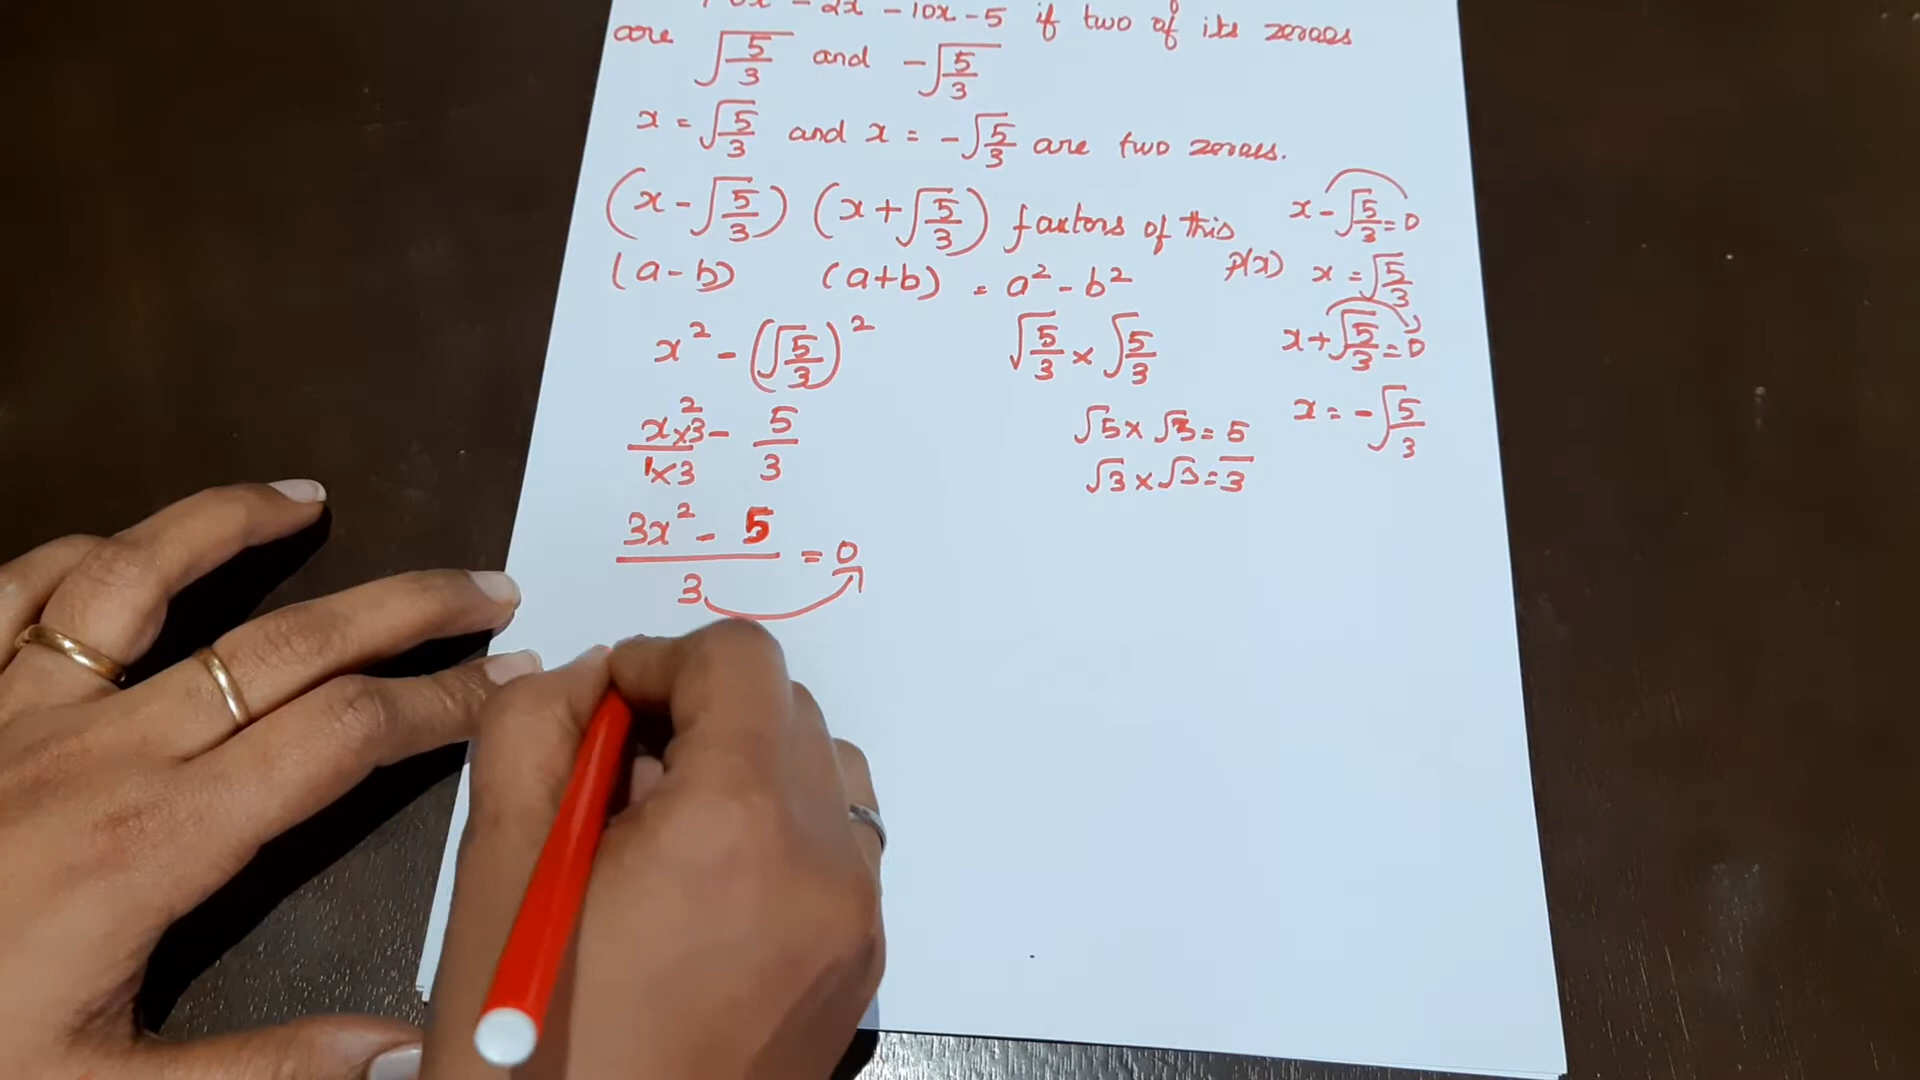 - 2x - 10x - 5 if two of its zeroes
are √5/3 and -√5/3
x = √5/3 and x = -√5/3 are two zeroes.
(x - √5/3) (x + √5/3) factors of this
p(x)
(a - b) (a + b) = a² - b²
x² - (√5/3)²
x² × 3 / 1 × 3 - 5/3
3x² - 5 / 3 = 0
√5/3 × √5/3
√5 × √5 = 5
√3 × √3 = 3
x - √5/3 = 0
x = √5/3
x + √5/3 = 0
x = -√5/3